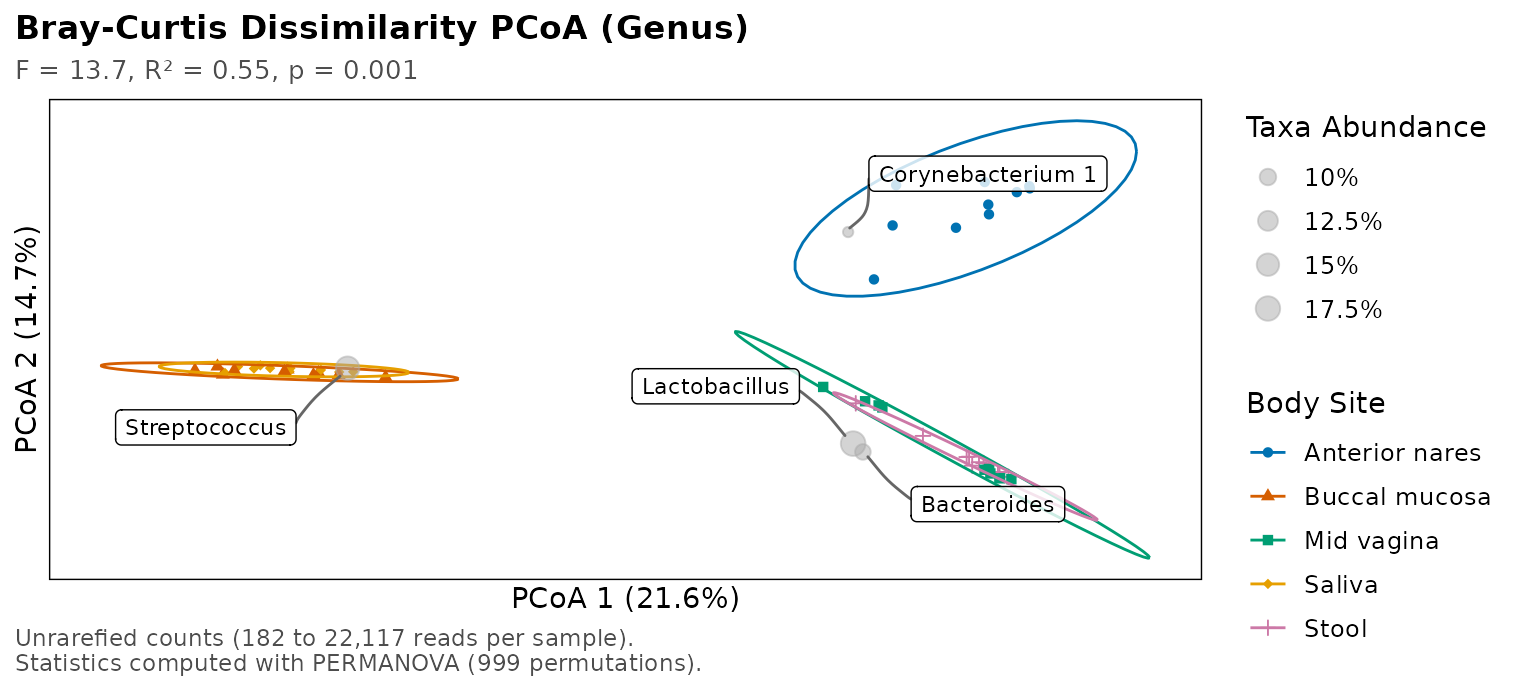 Bray-Curtis Dissimilarity PCoA (Genus)
F = 13.7, R² = 0.55, p = 0.001
PCoA 2 (14.7%)
Corynebacterium 1
Lactobacillus
Streptococcus
Bacteroides
PCoA 1 (21.6%)
Taxa Abundance
10%
12.5%
15%
17.5%
Body Site
Anterior nares
Buccal mucosa
Mid vagina
Saliva
Stool
Unrarefied counts (182 to 22,117 reads per sample).
Statistics computed with PERMANOVA (999 permutations).